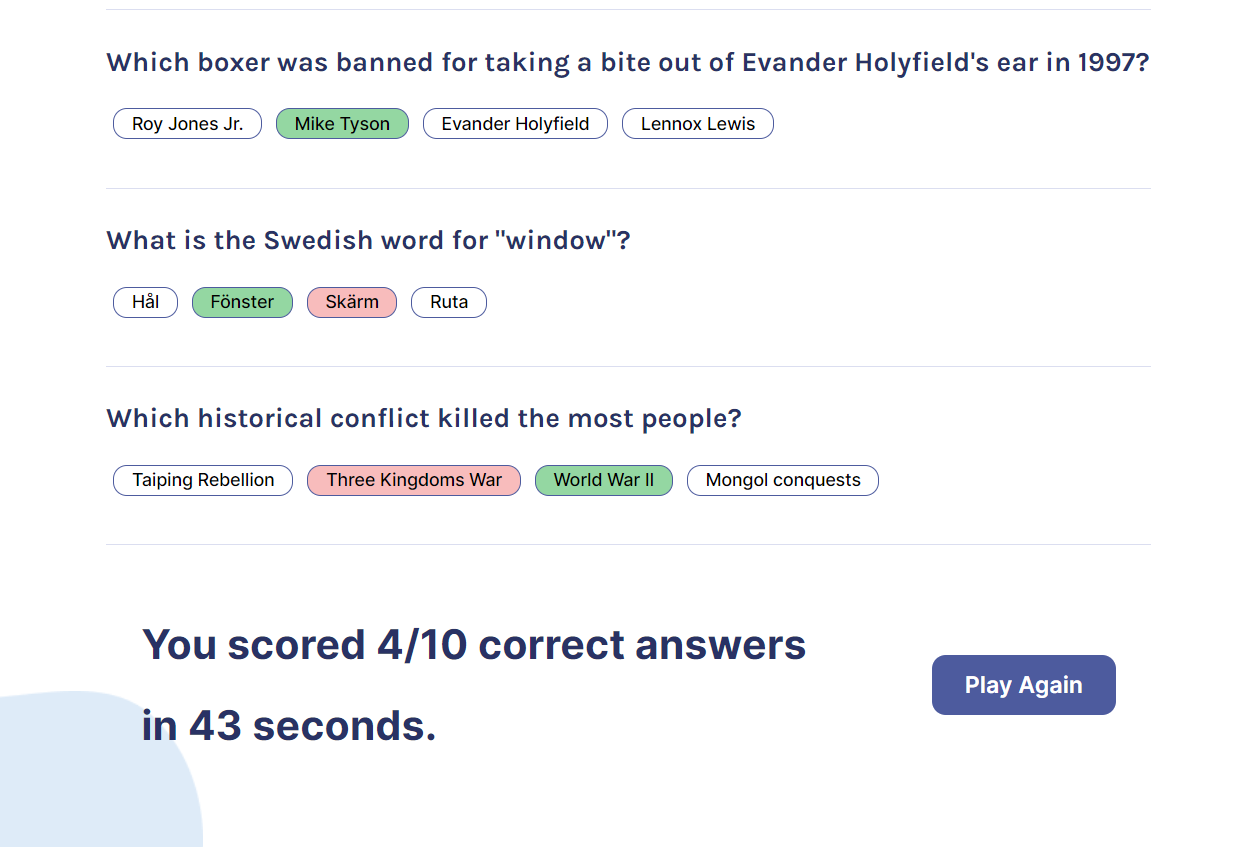 Which boxer was banned for taking a bite out of Evander Holyfield's ear in 1997?
Roy Jones Jr. Mike Tyson Evander Holyfield Lennox Lewis
What is the Swedish word for "window"?
Hål Fönster Skärm Ruta
Which historical conflict killed the most people?
Taiping Rebellion Three Kingdoms War World War II Mongol conquests
You scored 4/10 correct answers
in 43 seconds.
Play Again